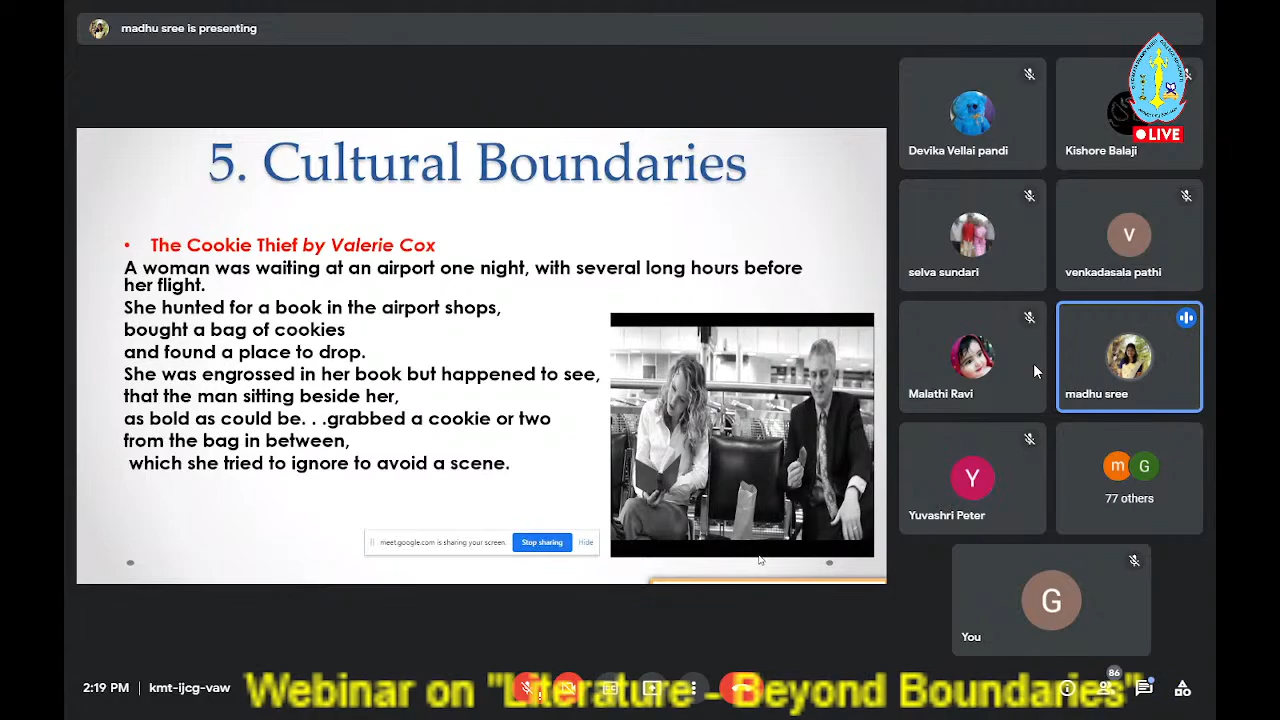 madhu sree is presenting
LIVE
Devika Vellai pandi
Kishore Balaji
5. Cultural Boundaries
• The Cookie Thief by Valerie Cox
A woman was waiting at an airport one night, with several long hours before
her flight.
She hunted for a book in the airport shops,
bought a bag of cookies
and found a place to drop.
She was engrossed in her book but happened to see,
that the man sitting beside her,
as bold as could be. . .grabbed a cookie or two
from the bag in between,
which she tried to ignore to avoid a scene.
meet.google.com is sharing your screen. Stop sharing Hide
selva sundari
V
venkadasala pathi
Malathi Ravi
madhu sree
Y
Yuvashri Peter
m G
77 others
G
You
2:19 PM | kmt-ijcg-vaw
86
Webinar on "Literature - Beyond Boundaries"